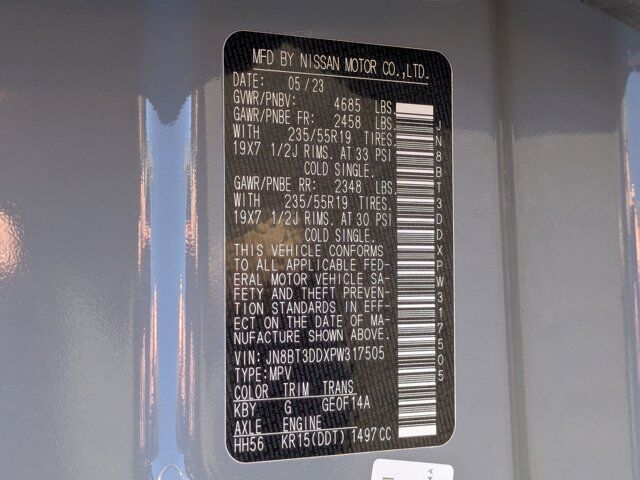 MFD BY NISSAN MOTOR CO.,LTD.
DATE: 05/23
GVWR/PNBV: 4685 LBS.
GAWR/PNBE FR: 2458 LBS.
WITH 235/55R19 TIRES.
19X7 1/2J RIMS. AT 33 PSI
COLD SINGLE.
GAWR/PNBE RR: 2348 LBS.
WITH 235/55R19 TIRES.
19X7 1/2J RIMS. AT 30 PSI
COLD SINGLE.
THIS VEHICLE CONFORMS
TO ALL APPLICABLE FED-
ERAL MOTOR VEHICLE SA-
FETY AND THEFT PREVEN-
TION STANDARDS IN EFF-
ECT ON THE DATE OF MA-
NUFACTURE SHOWN ABOVE.
VIN: JN8BT3DDXPW317505
TYPE:MPV
COLOR TRIM TRANS
KBY G GE0F14A
AXLE ENGINE
HH56 KR15(DDT) 1497CC
JN8BT3DDXPW317505